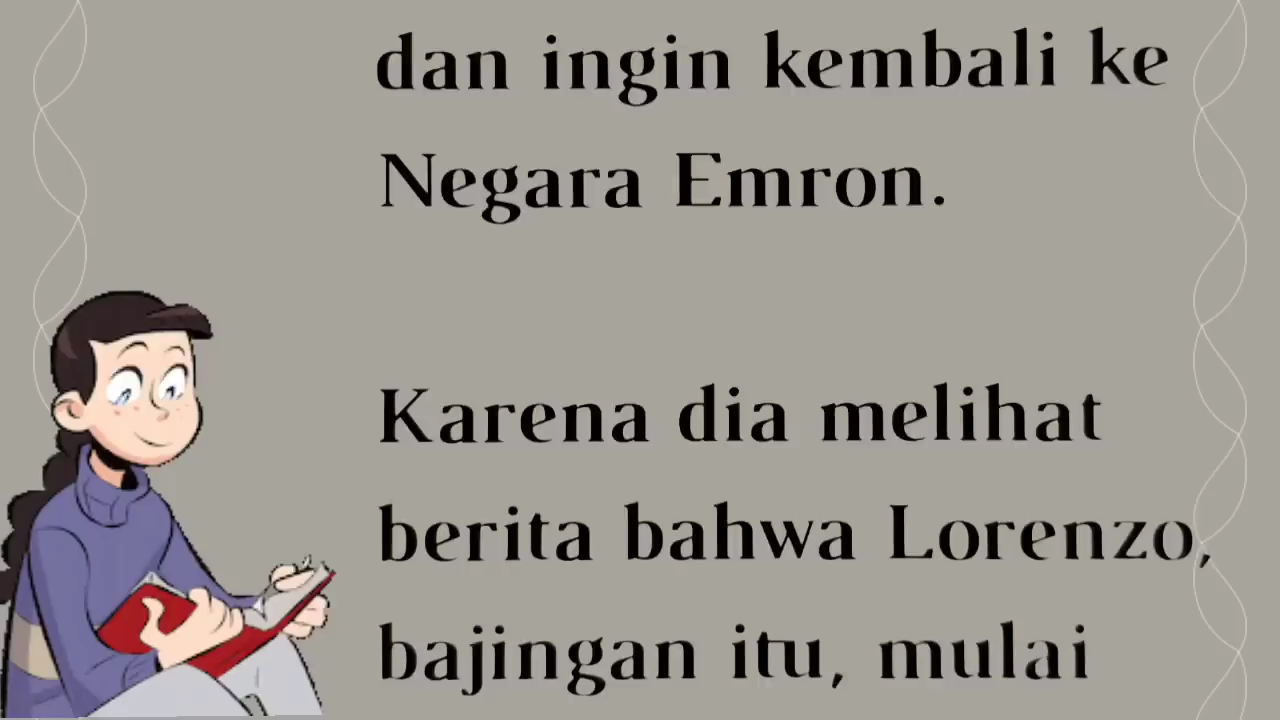 dan ingin kembali ke
Negara Emron.
Karena dia melihat
berita bahwa Lorenzo,
bajingan itu, mulai